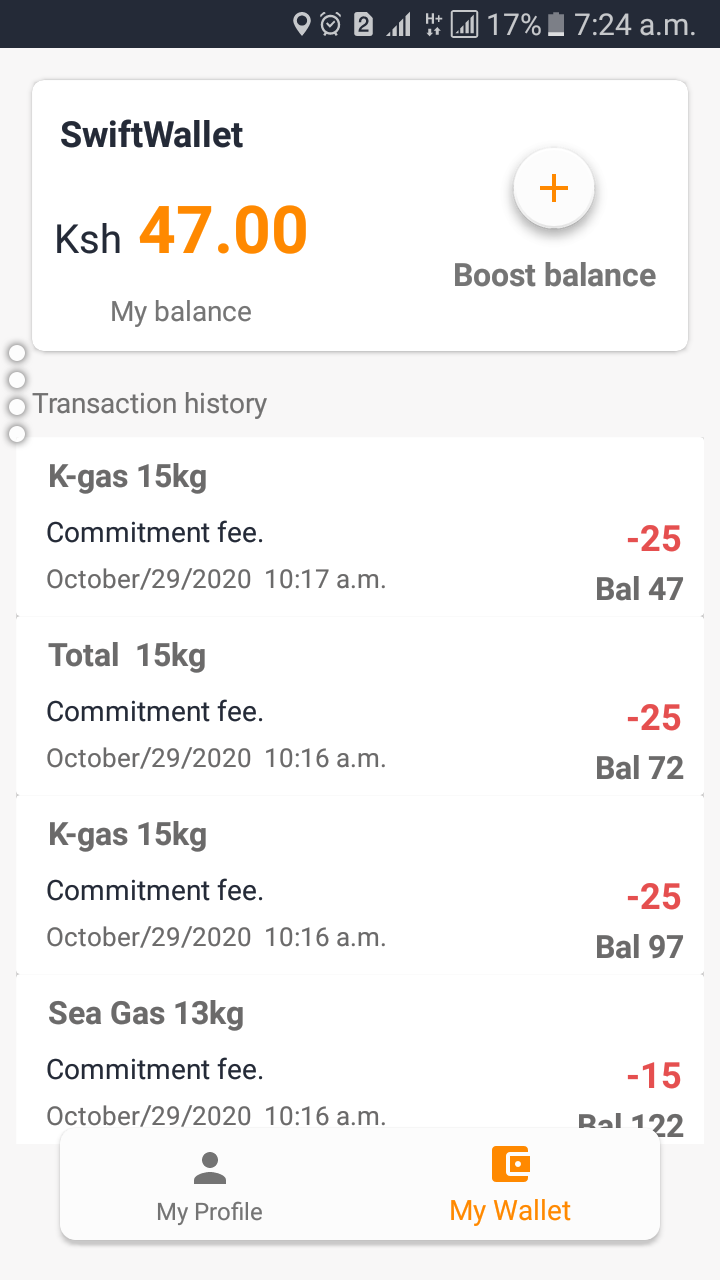 2 H+ 17% 7:24 a.m.
SwiftWallet
Ksh 47.00
My balance
Boost balance
Transaction history
K-gas 15kg
Commitment fee.
-25
October/29/2020 10:17 a.m.
Bal 47
Total 15kg
Commitment fee.
-25
October/29/2020 10:16 a.m.
Bal 72
K-gas 15kg
Commitment fee.
-25
October/29/2020 10:16 a.m.
Bal 97
Sea Gas 13kg
Commitment fee.
-15
October/29/2020 10:16 a.m.
Bal 122
My Profile
My Wallet